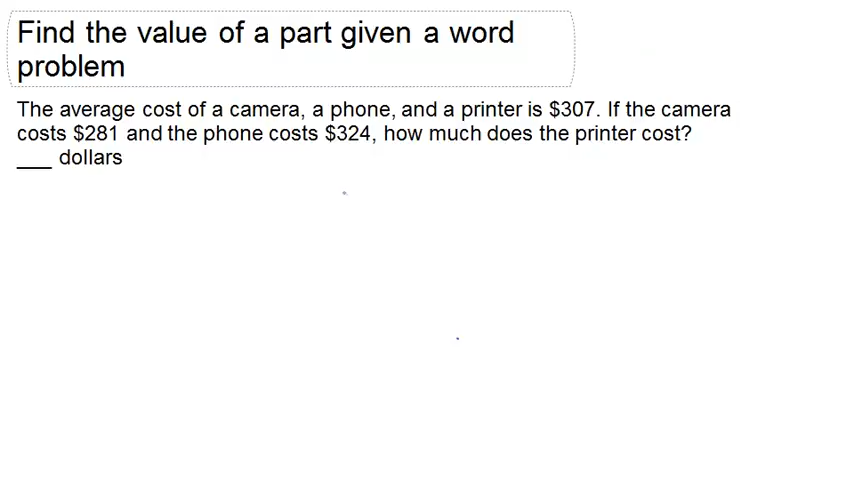 Find the value of a part given a word
problem
The average cost of a camera, a phone, and a printer is $307. If the camera
costs $281 and the phone costs $324, how much does the printer cost?
___ dollars